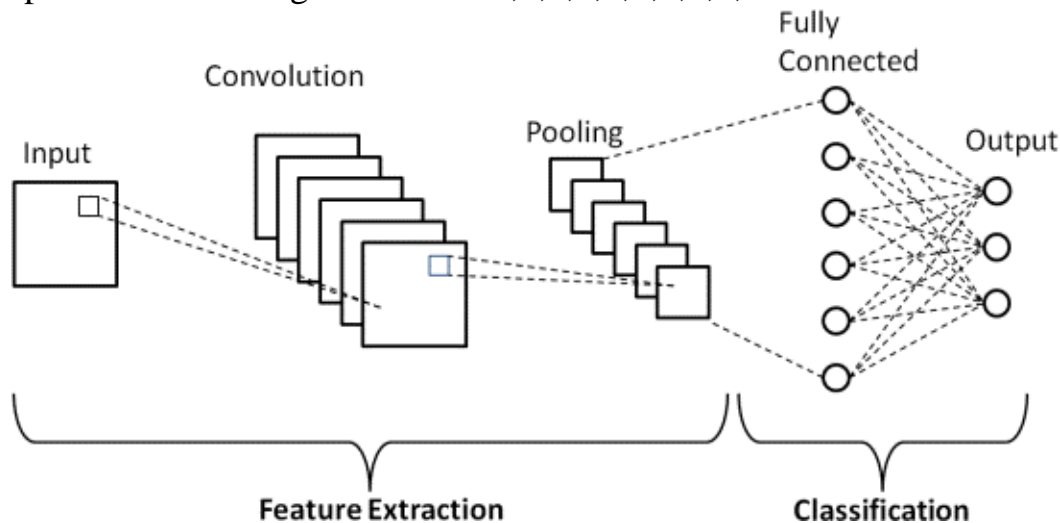 Fully
Connected
Convolution
Pooling
Input
Output
Feature Extraction
Classification